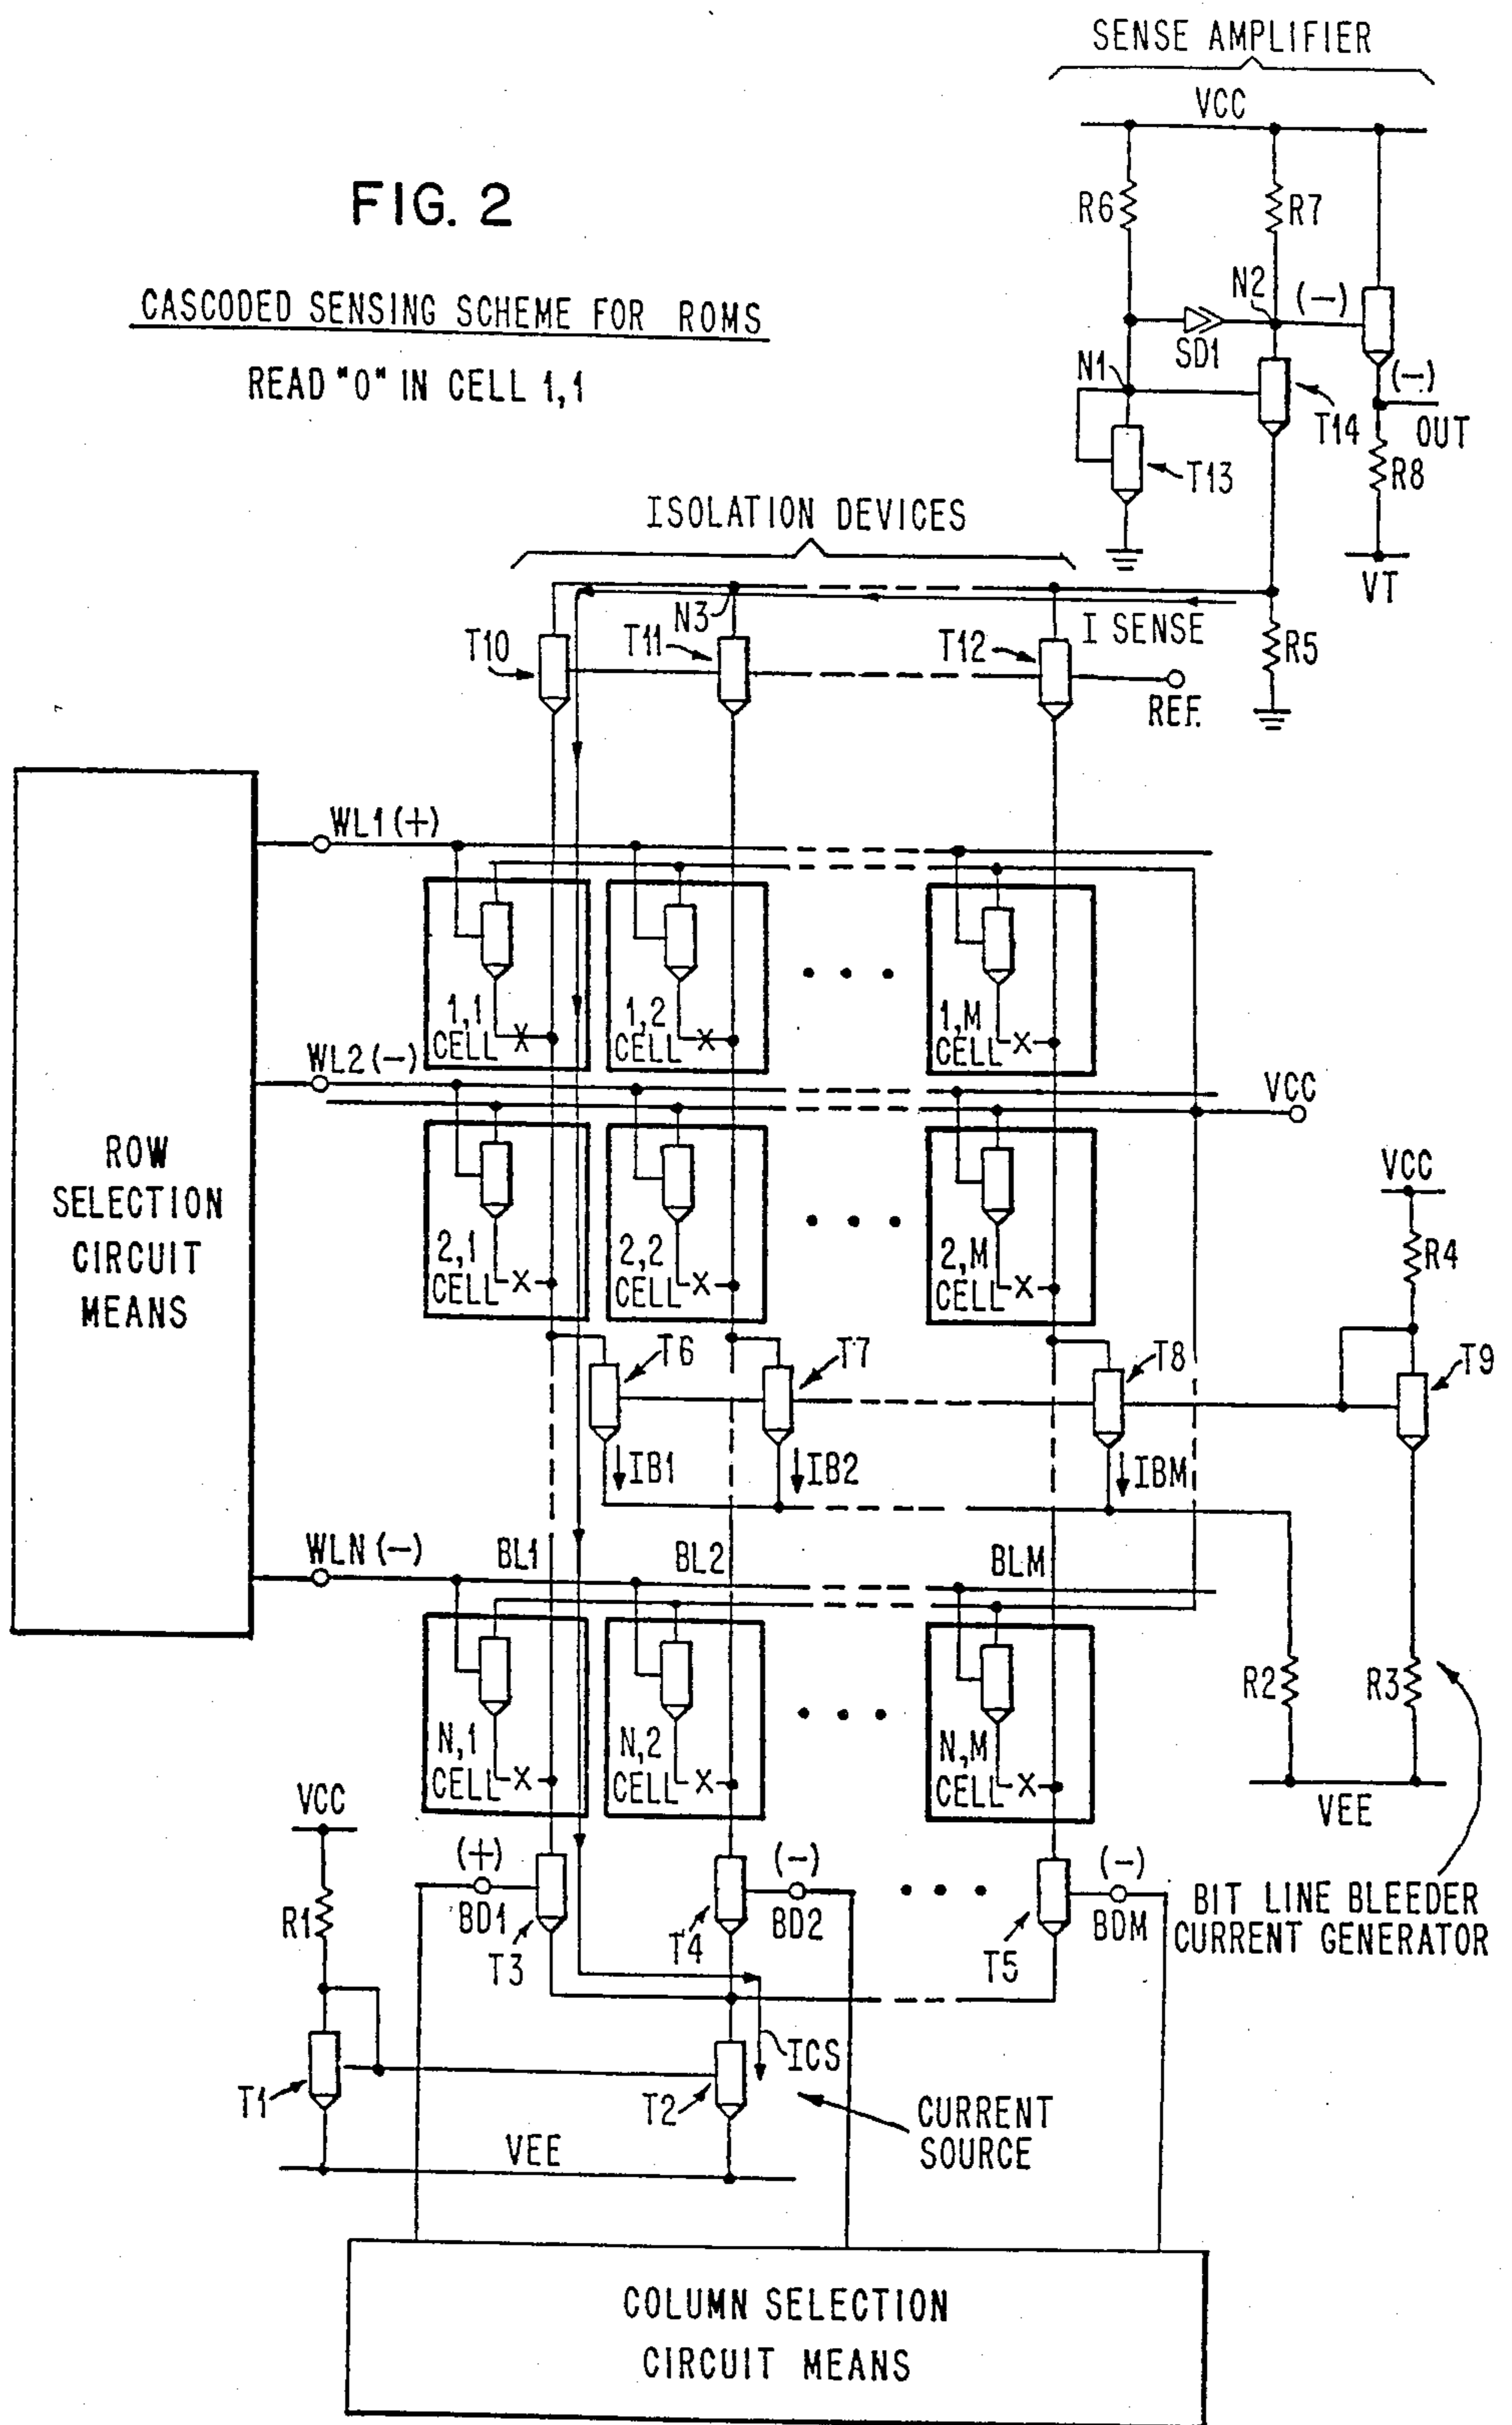 SENSE AMPLIFIER
VCC
FIG. 2
R6
R7
CASCODED SENSING SCHEME FOR ROMS
N2
(-)
SD1
READ "0" IN CELL 1,1
N1
(-)
T14
OUT
T13
R8
ISOLATION DEVICES
VT
N3
I SENSE
T10
T11
T12
R5
REF.
WL1 (+)
1,1
CELL X
1,2
CELL X
1,M
CELL X
WL2 (-)
VCC
ROW
SELECTION
CIRCUIT
MEANS
2,1
CELL X
2,2
CELL X
2,M
CELL X
VCC
R4
T6
T7
T8
T9
IB1
IB2
IBM
WLN (-)
BL1
BL2
BLM
R2
R3
N,1
CELL X
N,2
CELL X
N,M
CELL X
VCC
VEE
(+)
(-)
(-)
R1
BD1
BD2
BDM
BIT LINE BLEEDER
CURRENT GENERATOR
T3
T4
T5
ICS
T1
T2
CURRENT
SOURCE
VEE
COLUMN SELECTION
CIRCUIT MEANS